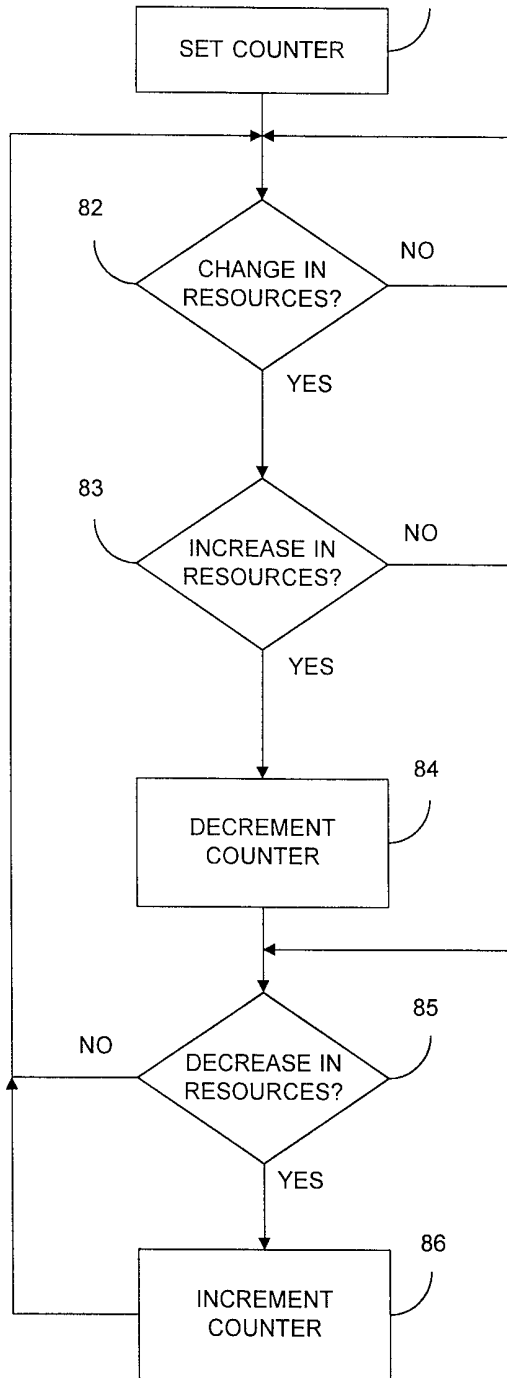 SET COUNTER
82
CHANGE IN
RESOURCES?
NO
YES
83
INCREASE IN
RESOURCES?
NO
YES
84
DECREMENT
COUNTER
85
NO
DECREASE IN
RESOURCES?
YES
86
INCREMENT
COUNTER